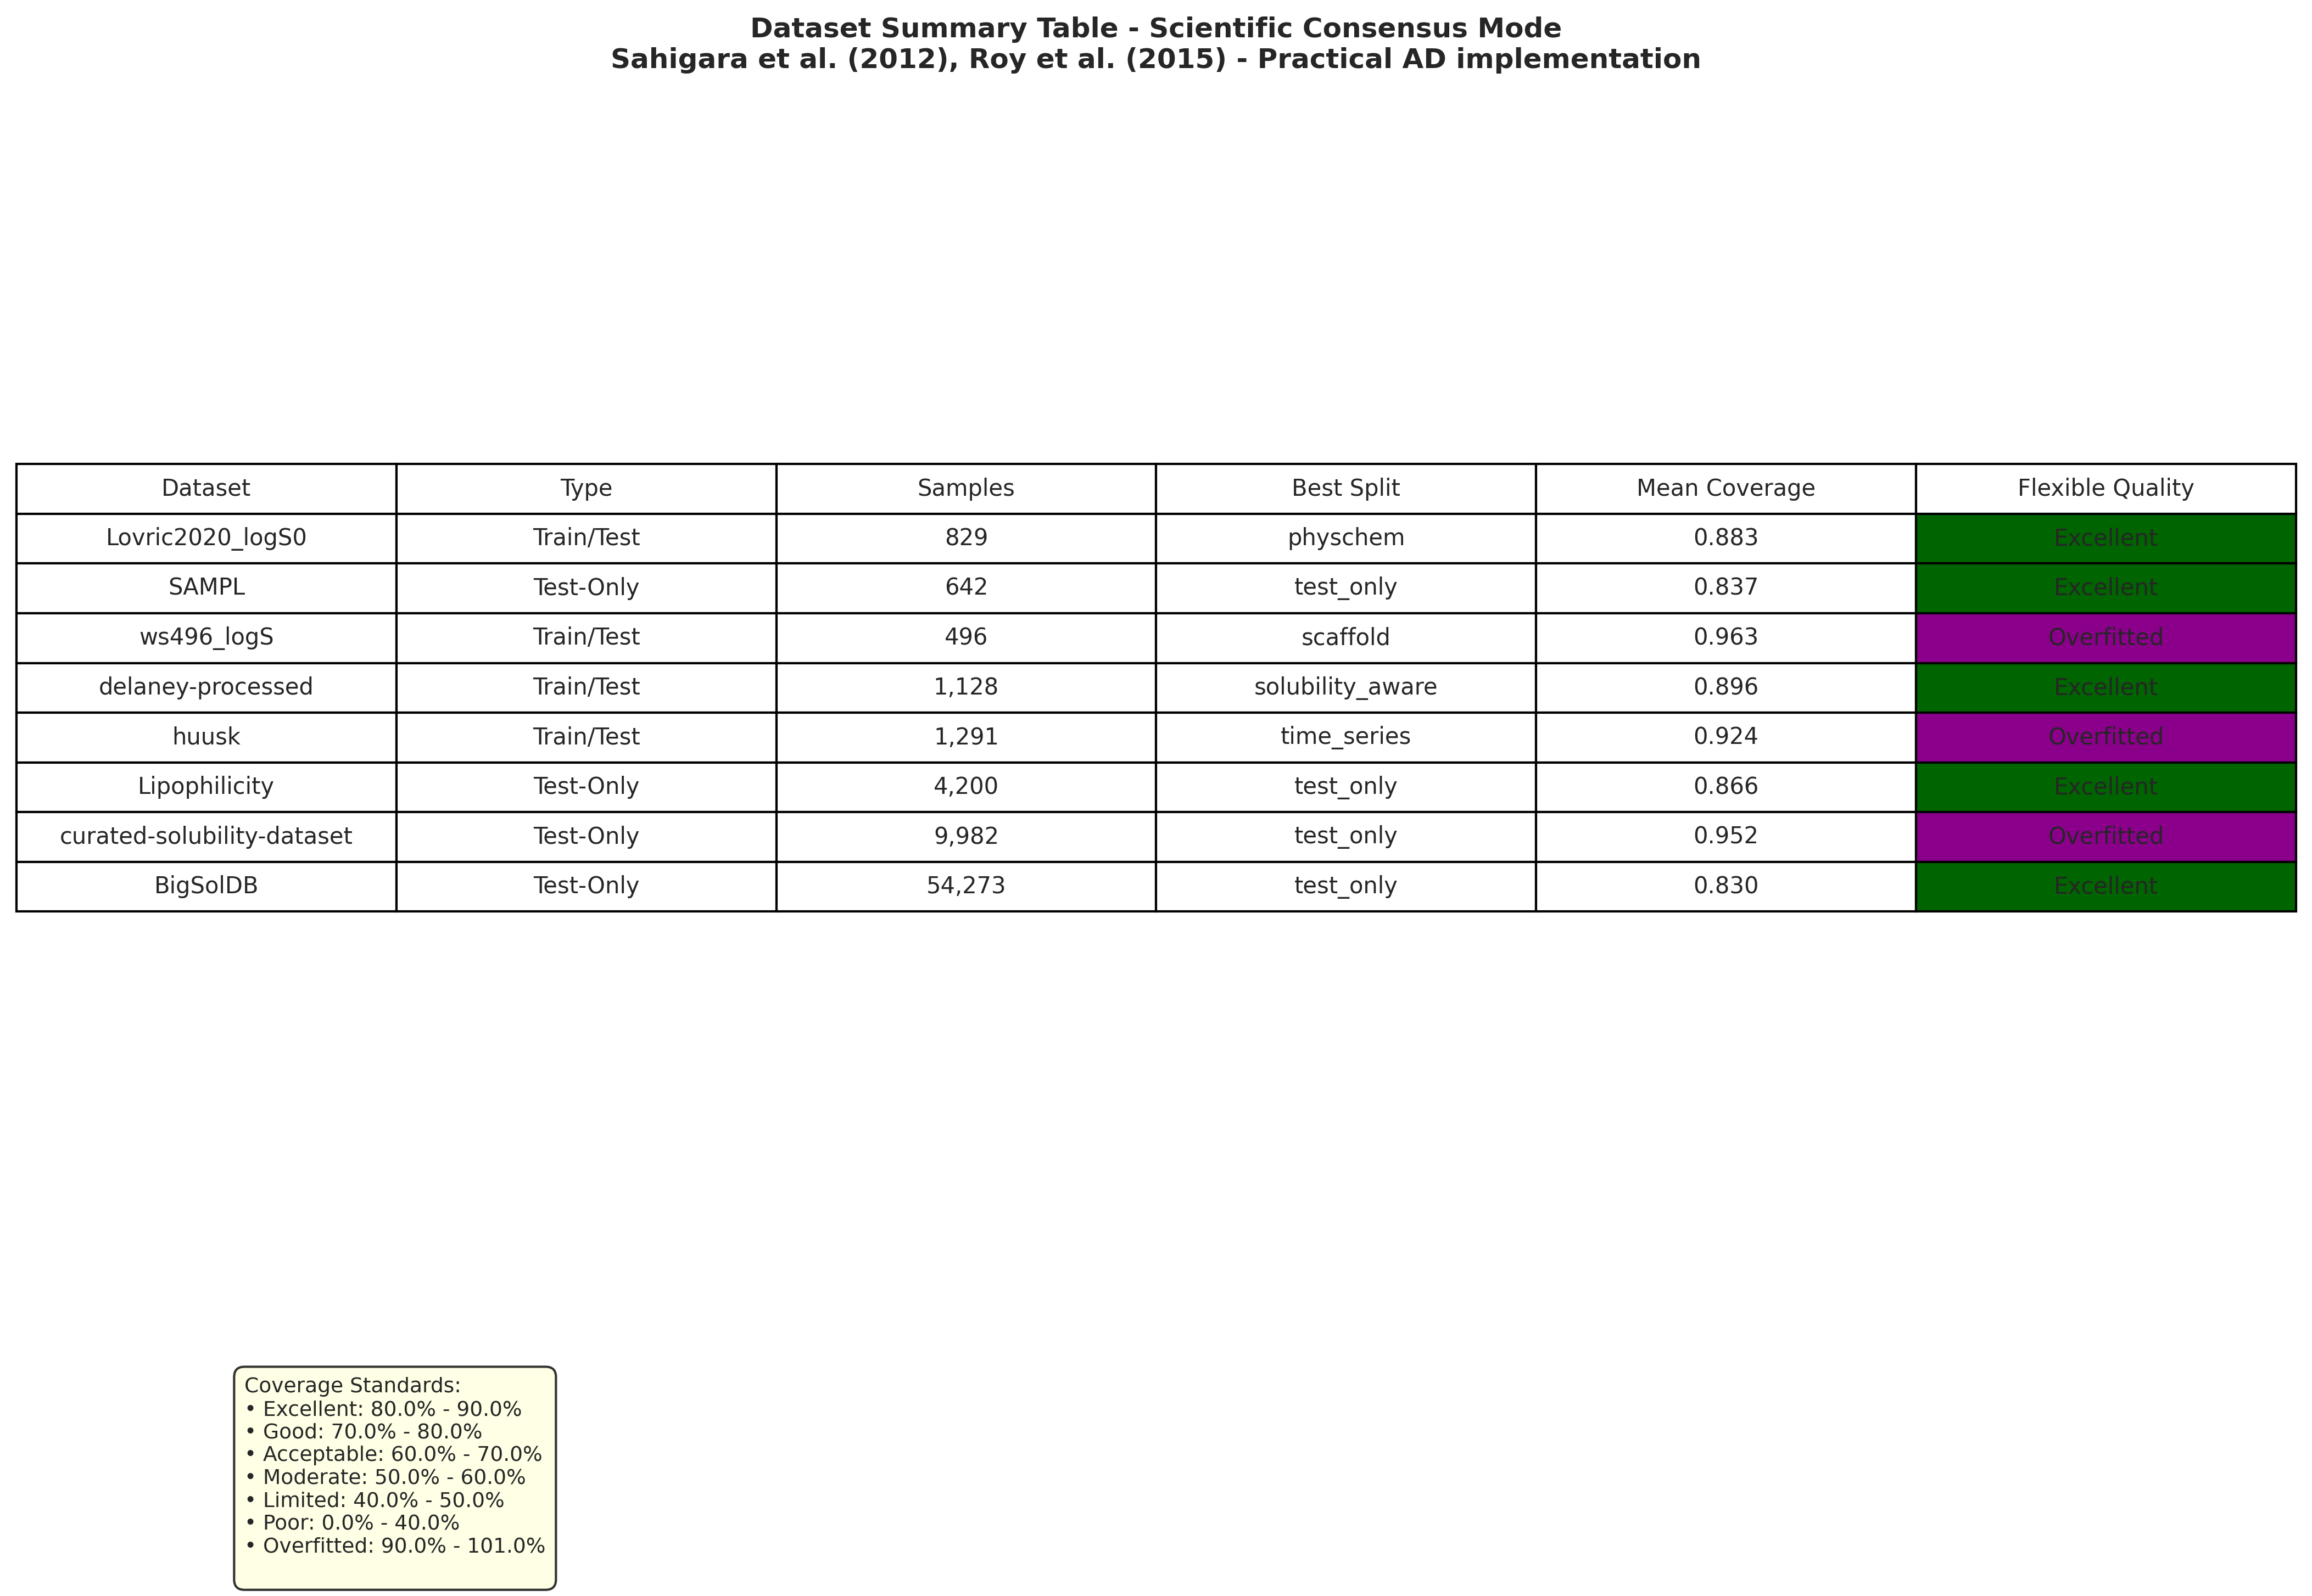 Dataset Summary Table - Scientific Consensus Mode
Sahigara et al. (2012), Roy et al. (2015) - Practical AD implementation
Dataset Type Samples Best Split Mean Coverage Flexible Quality
Lovric2020_logS0 Train/Test 829 physchem 0.883 Excellent
SAMPL Test-Only 642 test_only 0.837 Excellent
ws496_logS Train/Test 496 scaffold 0.963 Overfitted
delaney-processed Train/Test 1,128 solubility_aware 0.896 Excellent
huusk Train/Test 1,291 time_series 0.924 Overfitted
Lipophilicity Test-Only 4,200 test_only 0.866 Excellent
curated-solubility-dataset Test-Only 9,982 test_only 0.952 Overfitted
BigSolDB Test-Only 54,273 test_only 0.830 Excellent
Coverage Standards:
• Excellent: 80.0% - 90.0%
• Good: 70.0% - 80.0%
• Acceptable: 60.0% - 70.0%
• Moderate: 50.0% - 60.0%
• Limited: 40.0% - 50.0%
• Poor: 0.0% - 40.0%
• Overfitted: 90.0% - 101.0%